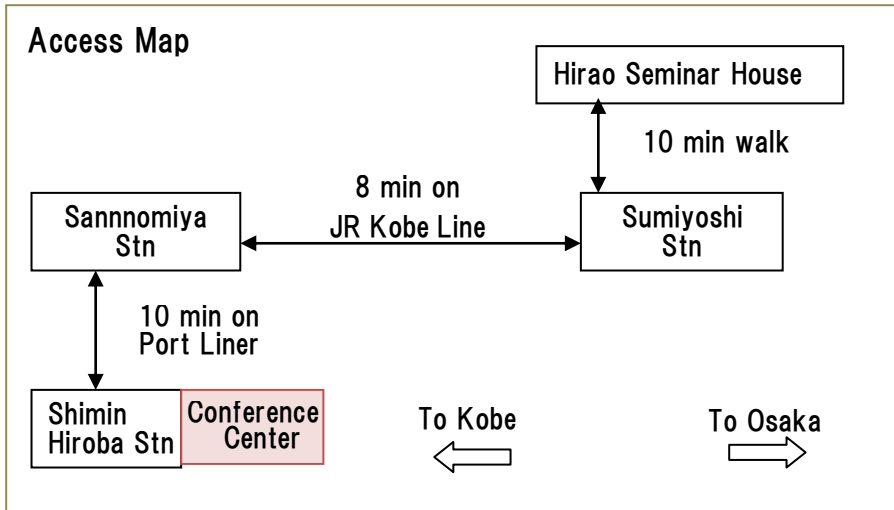 Access Map
Hirao Seminar House
10 min walk
8 min on
JR Kobe Line
Sannnomiya
Stn
Sumiyoshi
Stn
10 min on
Port Liner
Shimin
Hiroba Stn
Conference
Center
To Kobe
To Osaka